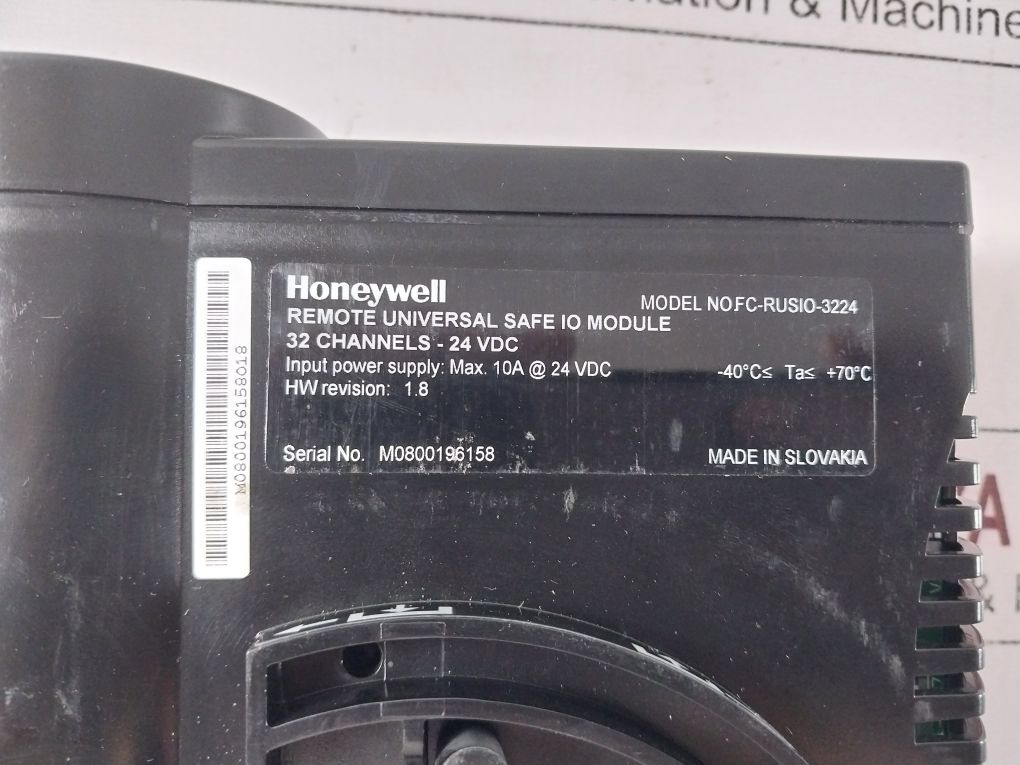 & Machine
Honeywell
MODEL NO.FC-RUSIO-3224
REMOTE UNIVERSAL SAFE IO MODULE
32 CHANNELS - 24 VDC
Input power supply: Max. 10A @ 24 VDC
-40°C≤ Ta≤ +70°C
HW revision: 1.8
Serial No. M0800196158
MADE IN SLOVAKIA
M0800196158018